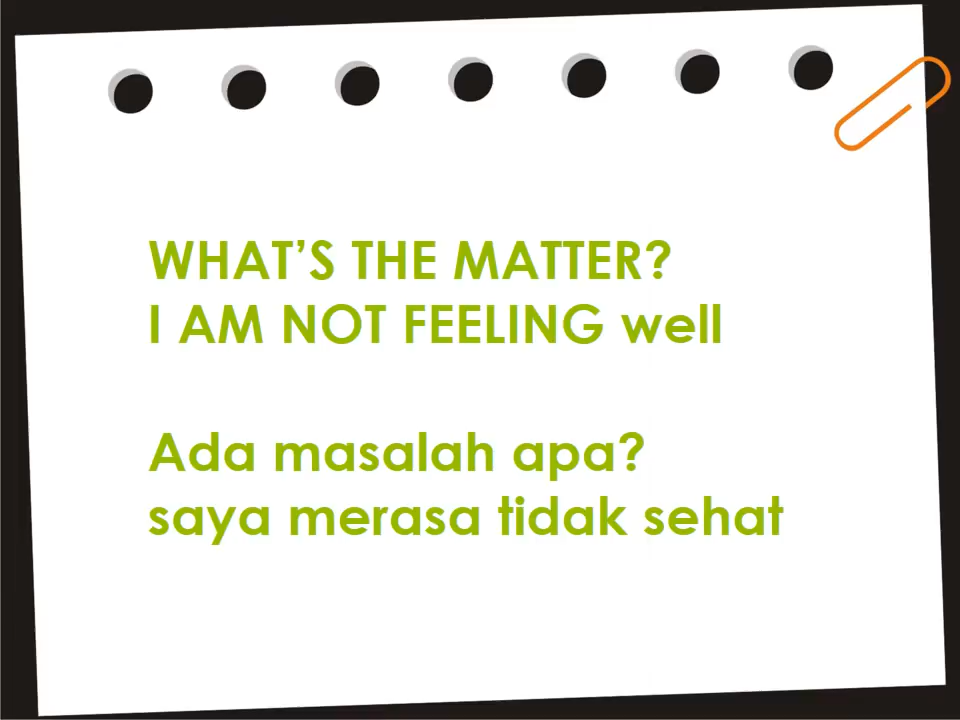 WHAT’S THE MATTER?
I AM NOT FEELING well
Ada masalah apa?
saya merasa tidak sehat